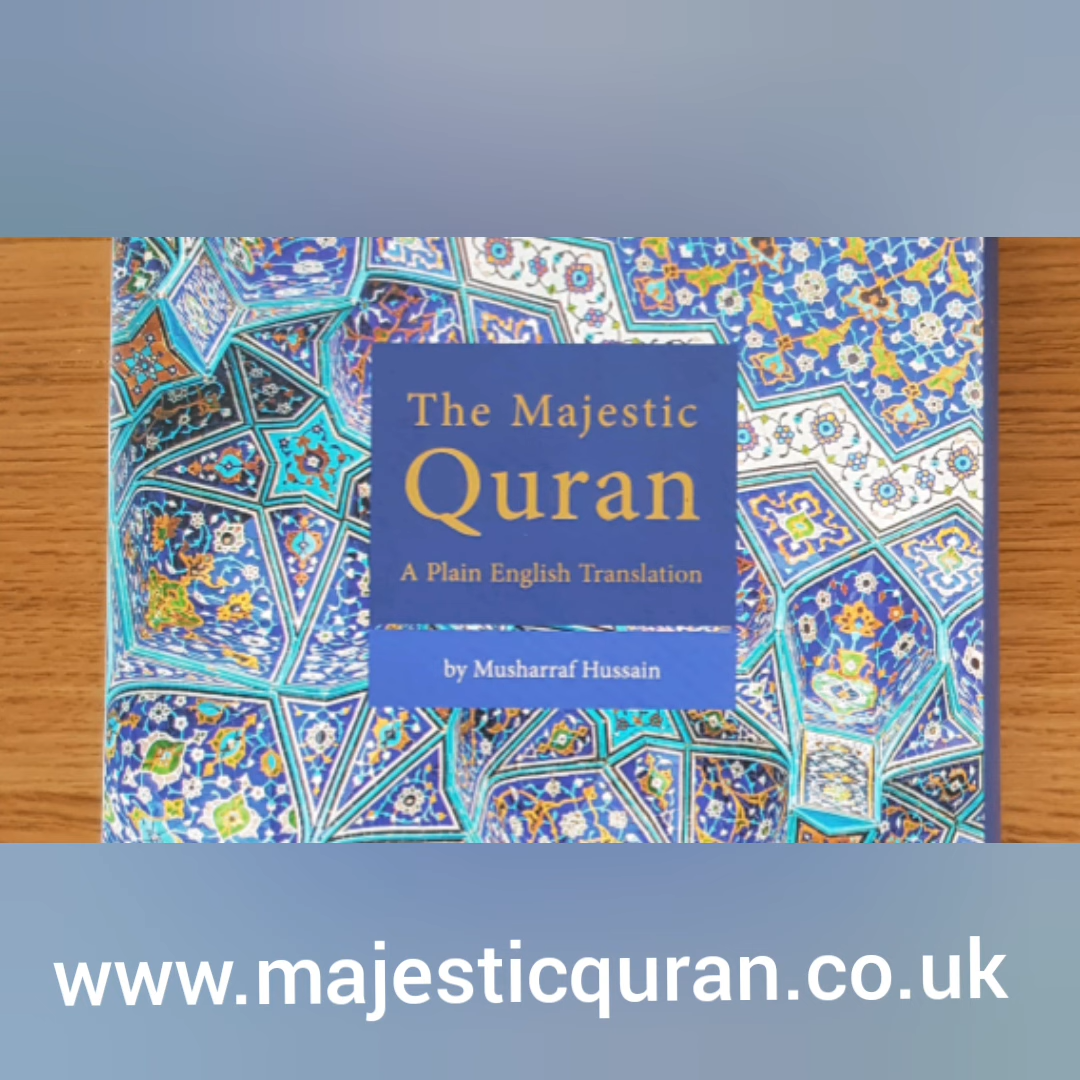 The Majestic
Quran
A Plain English Translation
by Musharraf Hussain
www.majesticquran.co.uk